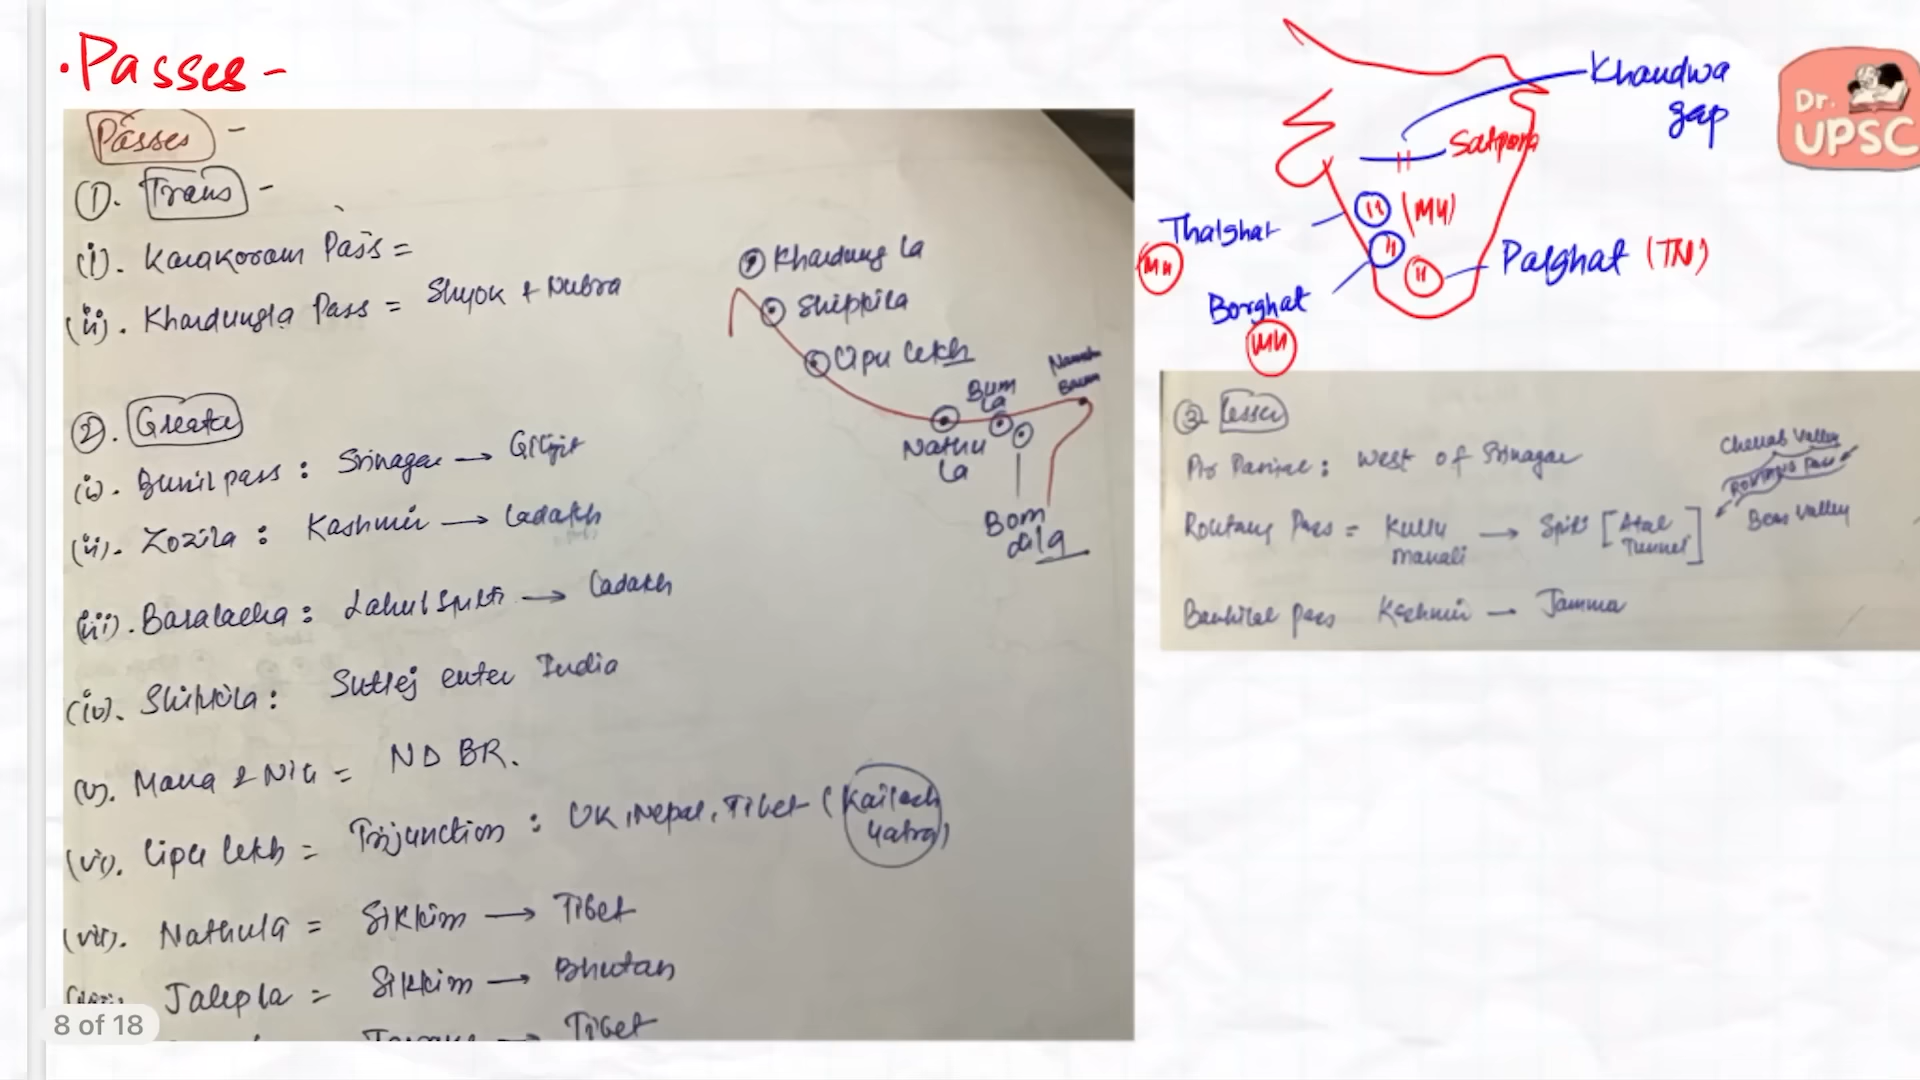 • Passes -
Passes -
①. Trans -
(i). Karakoram Pass =
(ii). Khardungla Pass = Shyok & Nubra
②. Greater
(i). Burzil pass : Srinagar → Gilgit
(ii). Zozila : Kashmir → Ladakh
(iii). Baralacha : Lahul Spiti → Ladakh
(iv). Shipkila : Sutlej enter India
(v). Mana & Niti = ND BR.
(vi). Lipu Lekh = Trijunction : UK, Nepal, Tibet (Kailash Yatra)
(vii). Nathula = Sikkim → Tibet
Jalepla = Sikkim → Bhutan
→ Tibet
Khardung La
Shipkila
Lipu Lekh
Nathu La
Bum La
Bom dila
Khandwa gap
Satpura
Thalghat
(MH)
MH
Borghat
MH
Palghat (TN)
Dr. UPSC
③ Lesser
Pir Panjal : West of Srinagar
Rohtang Pass = Kullu Manali → Spiti [Atal Tunnel]
Chenab Valley
Rohtang Pass
Beas Valley
Banihal pass Kashmir — Jammu
8 of 18